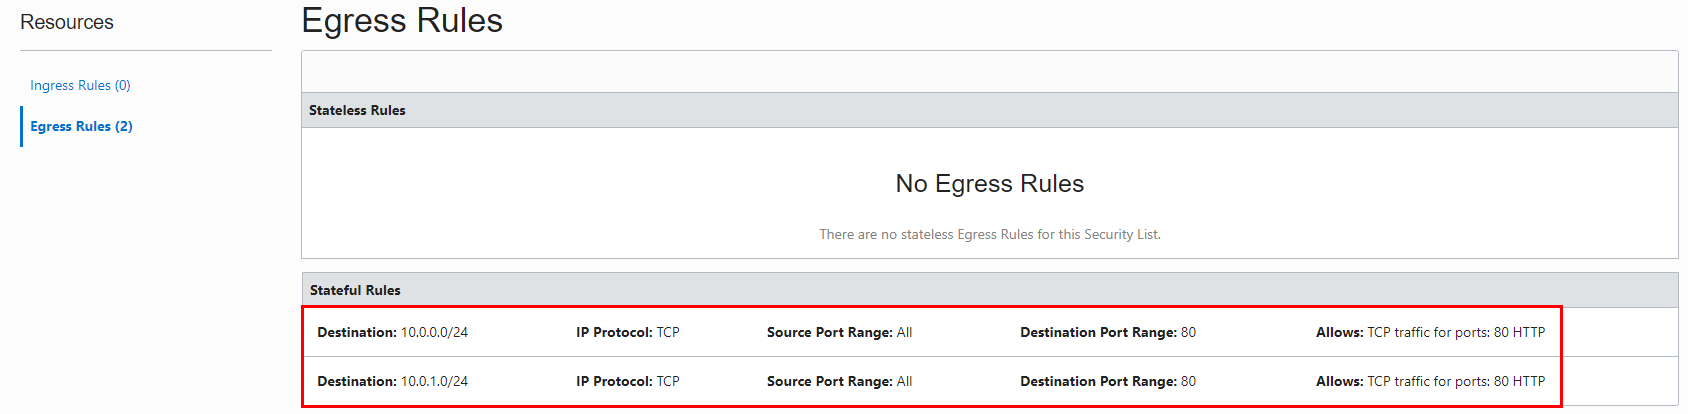 Resources
Ingress Rules (0)
Egress Rules (2)
Egress Rules
Stateless Rules
No Egress Rules
There are no stateless Egress Rules for this Security List.
Stateful Rules
Destination: 10.0.0.0/24 IP Protocol: TCP Source Port Range: All Destination Port Range: 80 Allows: TCP traffic for ports: 80 HTTP
Destination: 10.0.1.0/24 IP Protocol: TCP Source Port Range: All Destination Port Range: 80 Allows: TCP traffic for ports: 80 HTTP